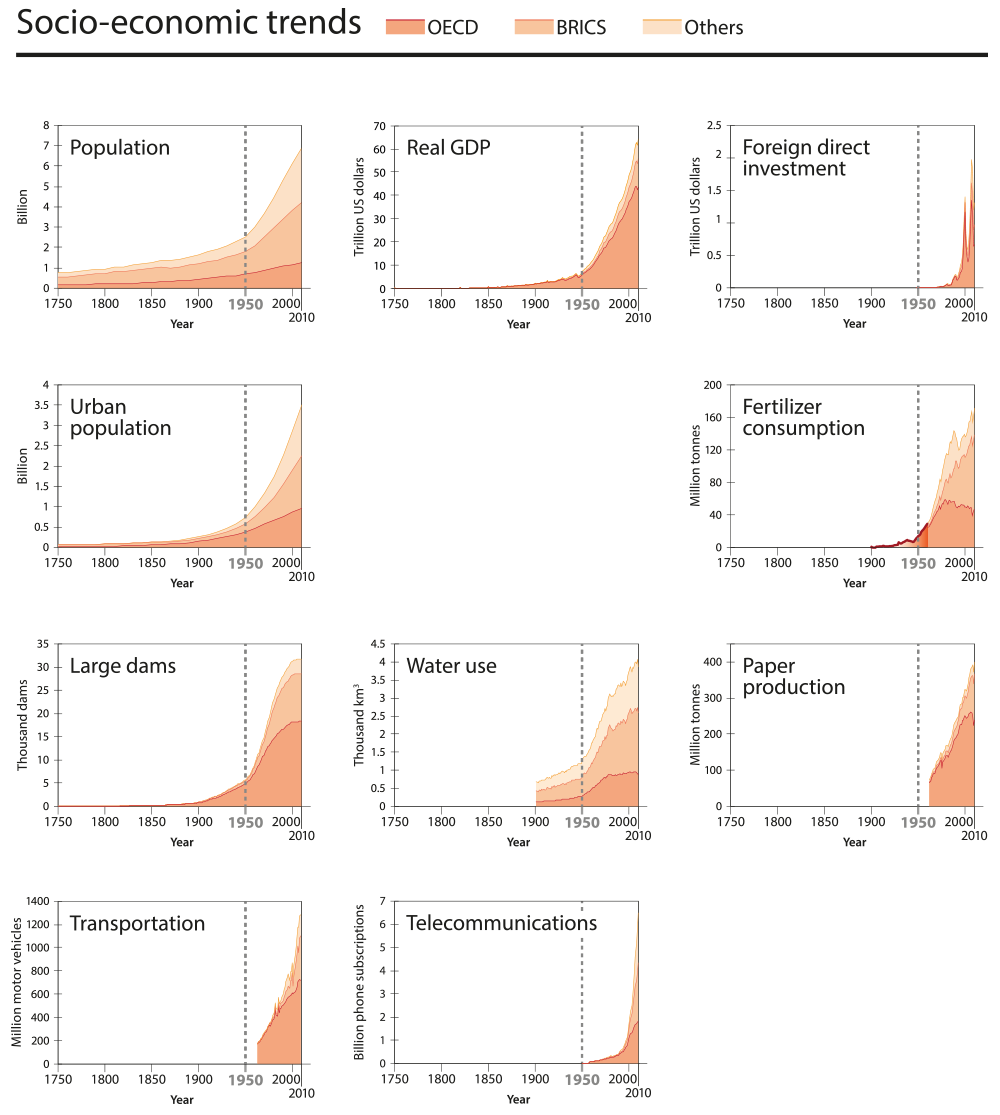 Socio-economic trends OECD BRICS Others
Population
Billion
8
7
6
5
4
3
2
1
0
1750 1800 1850 1900 1950 2000
2010
Year
Real GDP
Trillion US dollars
70
60
50
40
30
20
10
0
1750 1800 1850 1900 1950 2000
2010
Year
Foreign direct
investment
Trillion US dollars
2.5
2
1.5
1
0.5
0
1750 1800 1850 1900 1950 2000
2010
Year
Urban
population
Billion
4
3.5
3
2.5
2
1.5
1
0.5
0
1750 1800 1850 1900 1950 2000
2010
Year
Fertilizer
consumption
Million tonnes
200
160
120
80
40
0
1750 1800 1850 1900 1950 2000
2010
Year
Large dams
Thousand dams
35
30
25
20
15
10
5
0
1750 1800 1850 1900 1950 2000
2010
Year
Water use
Thousand km³
4.5
4
3.5
3
2.5
2
1.5
1
0.5
0
1750 1800 1850 1900 1950 2000
2010
Year
Paper
production
Million tonnes
400
300
200
100
0
1750 1800 1850 1900 1950 2000
2010
Year
Transportation
Million motor vehicles
1400
1200
1000
800
600
400
200
0
1750 1800 1850 1900 1950 2000
2010
Year
Telecommunications
Billion phone subscriptions
7
6
5
4
3
2
1
0
1750 1800 1850 1900 1950 2000
2010
Year